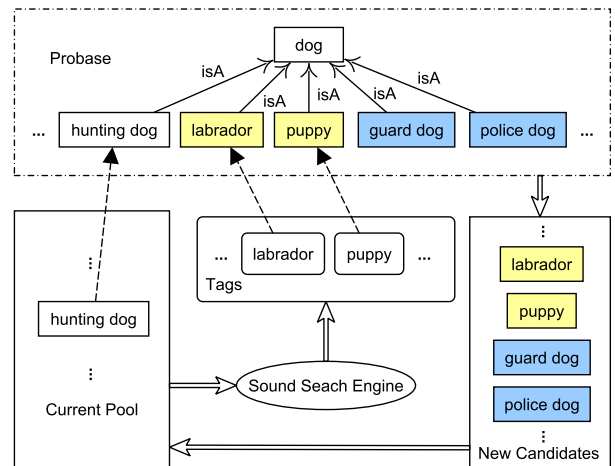 dog
Probase
isA
isA
isA
isA
isA
...
hunting dog
labrador
puppy
guard dog
police dog
...
...
labrador
puppy
...
Tags
...
hunting dog
...
Current Pool
Sound Seach Engine
...
labrador
puppy
guard dog
police dog
...
New Candidates